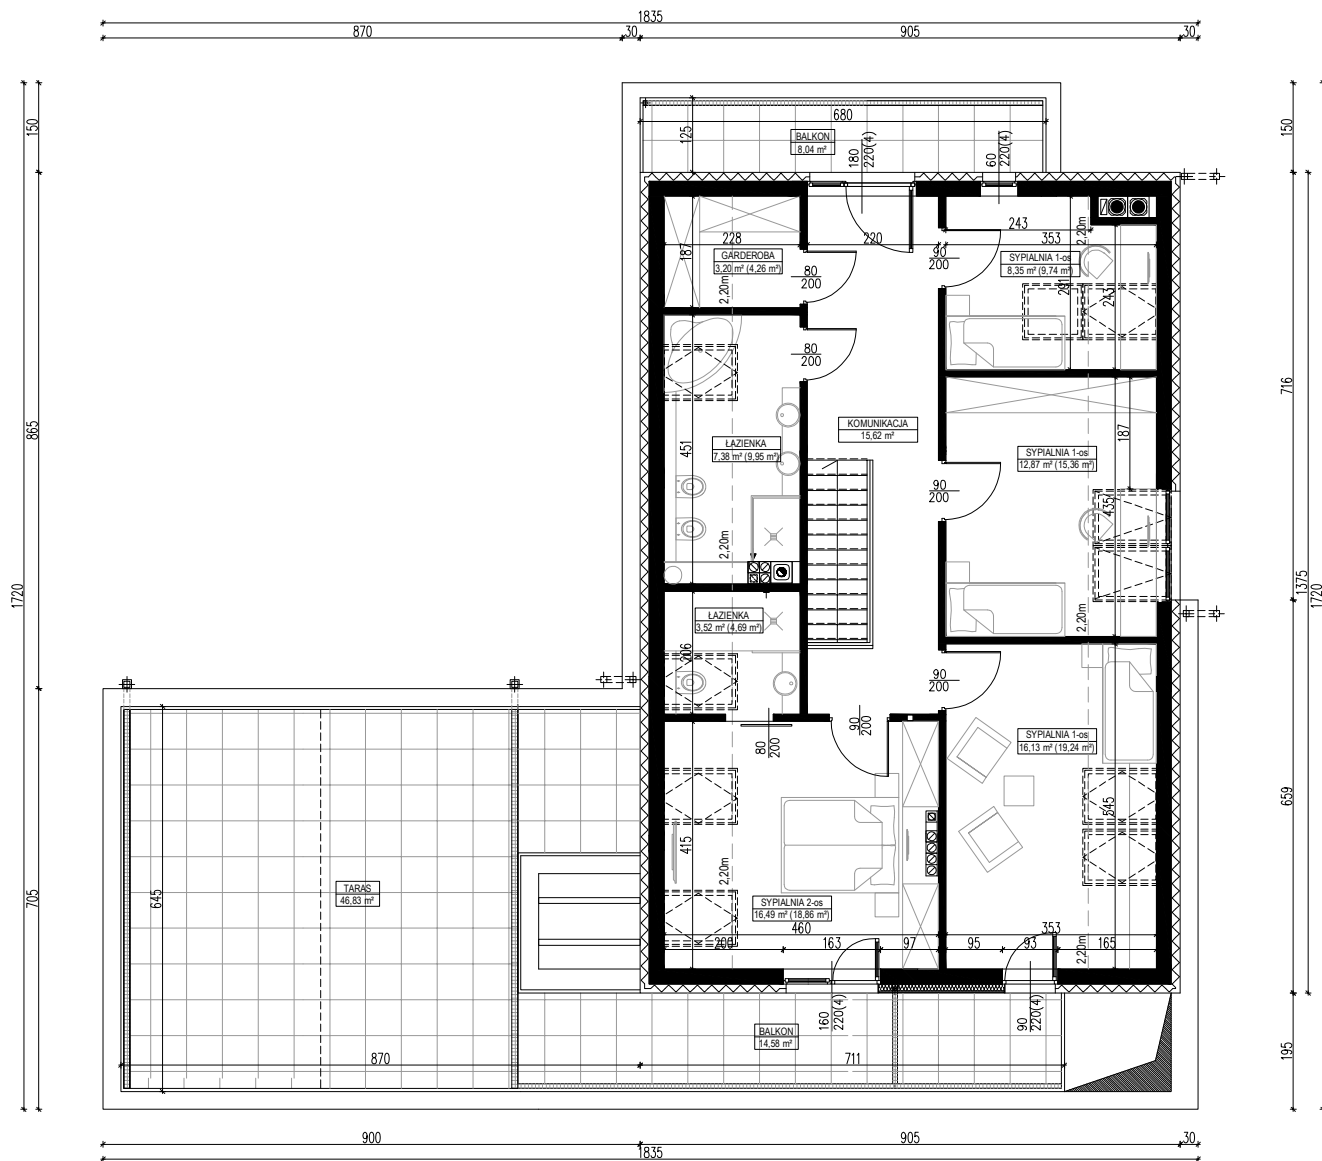 1835
870
30
905
30
150
865
1720
705
150
716
1375
1720
659
195
680
125
BALKON
8,04 m²
180
220(4)
60
220(4)
228
187
GARDEROBA
3,20 m² (4,26 m²)
2,20m
220
80
200
90
200
243
353
2,20m
SYPIALNIA 1-os
8,35 m² (9,74 m²)
291
243
80
200
KOMUNIKACJA
15,62 m²
451
ŁAZIENKA
7,38 m² (9,95 m²)
2,20m
187
SYPIALNIA 1-os
12,87 m² (15,36 m²)
90
200
435
2,20m
ŁAZIENKA
3,52 m² (4,69 m²)
206
90
200
80
200
90
200
SYPIALNIA 1-os
16,13 m² (19,24 m²)
545
415
2,20m
TARAS
46,83 m²
645
SYPIALNIA 2-os
16,49 m² (18,86 m²)
460
200
163
97
353
95
93
165
2,20m
160
220(4)
90
220(4)
BALKON
14,58 m²
870
711
900
905
30
1835